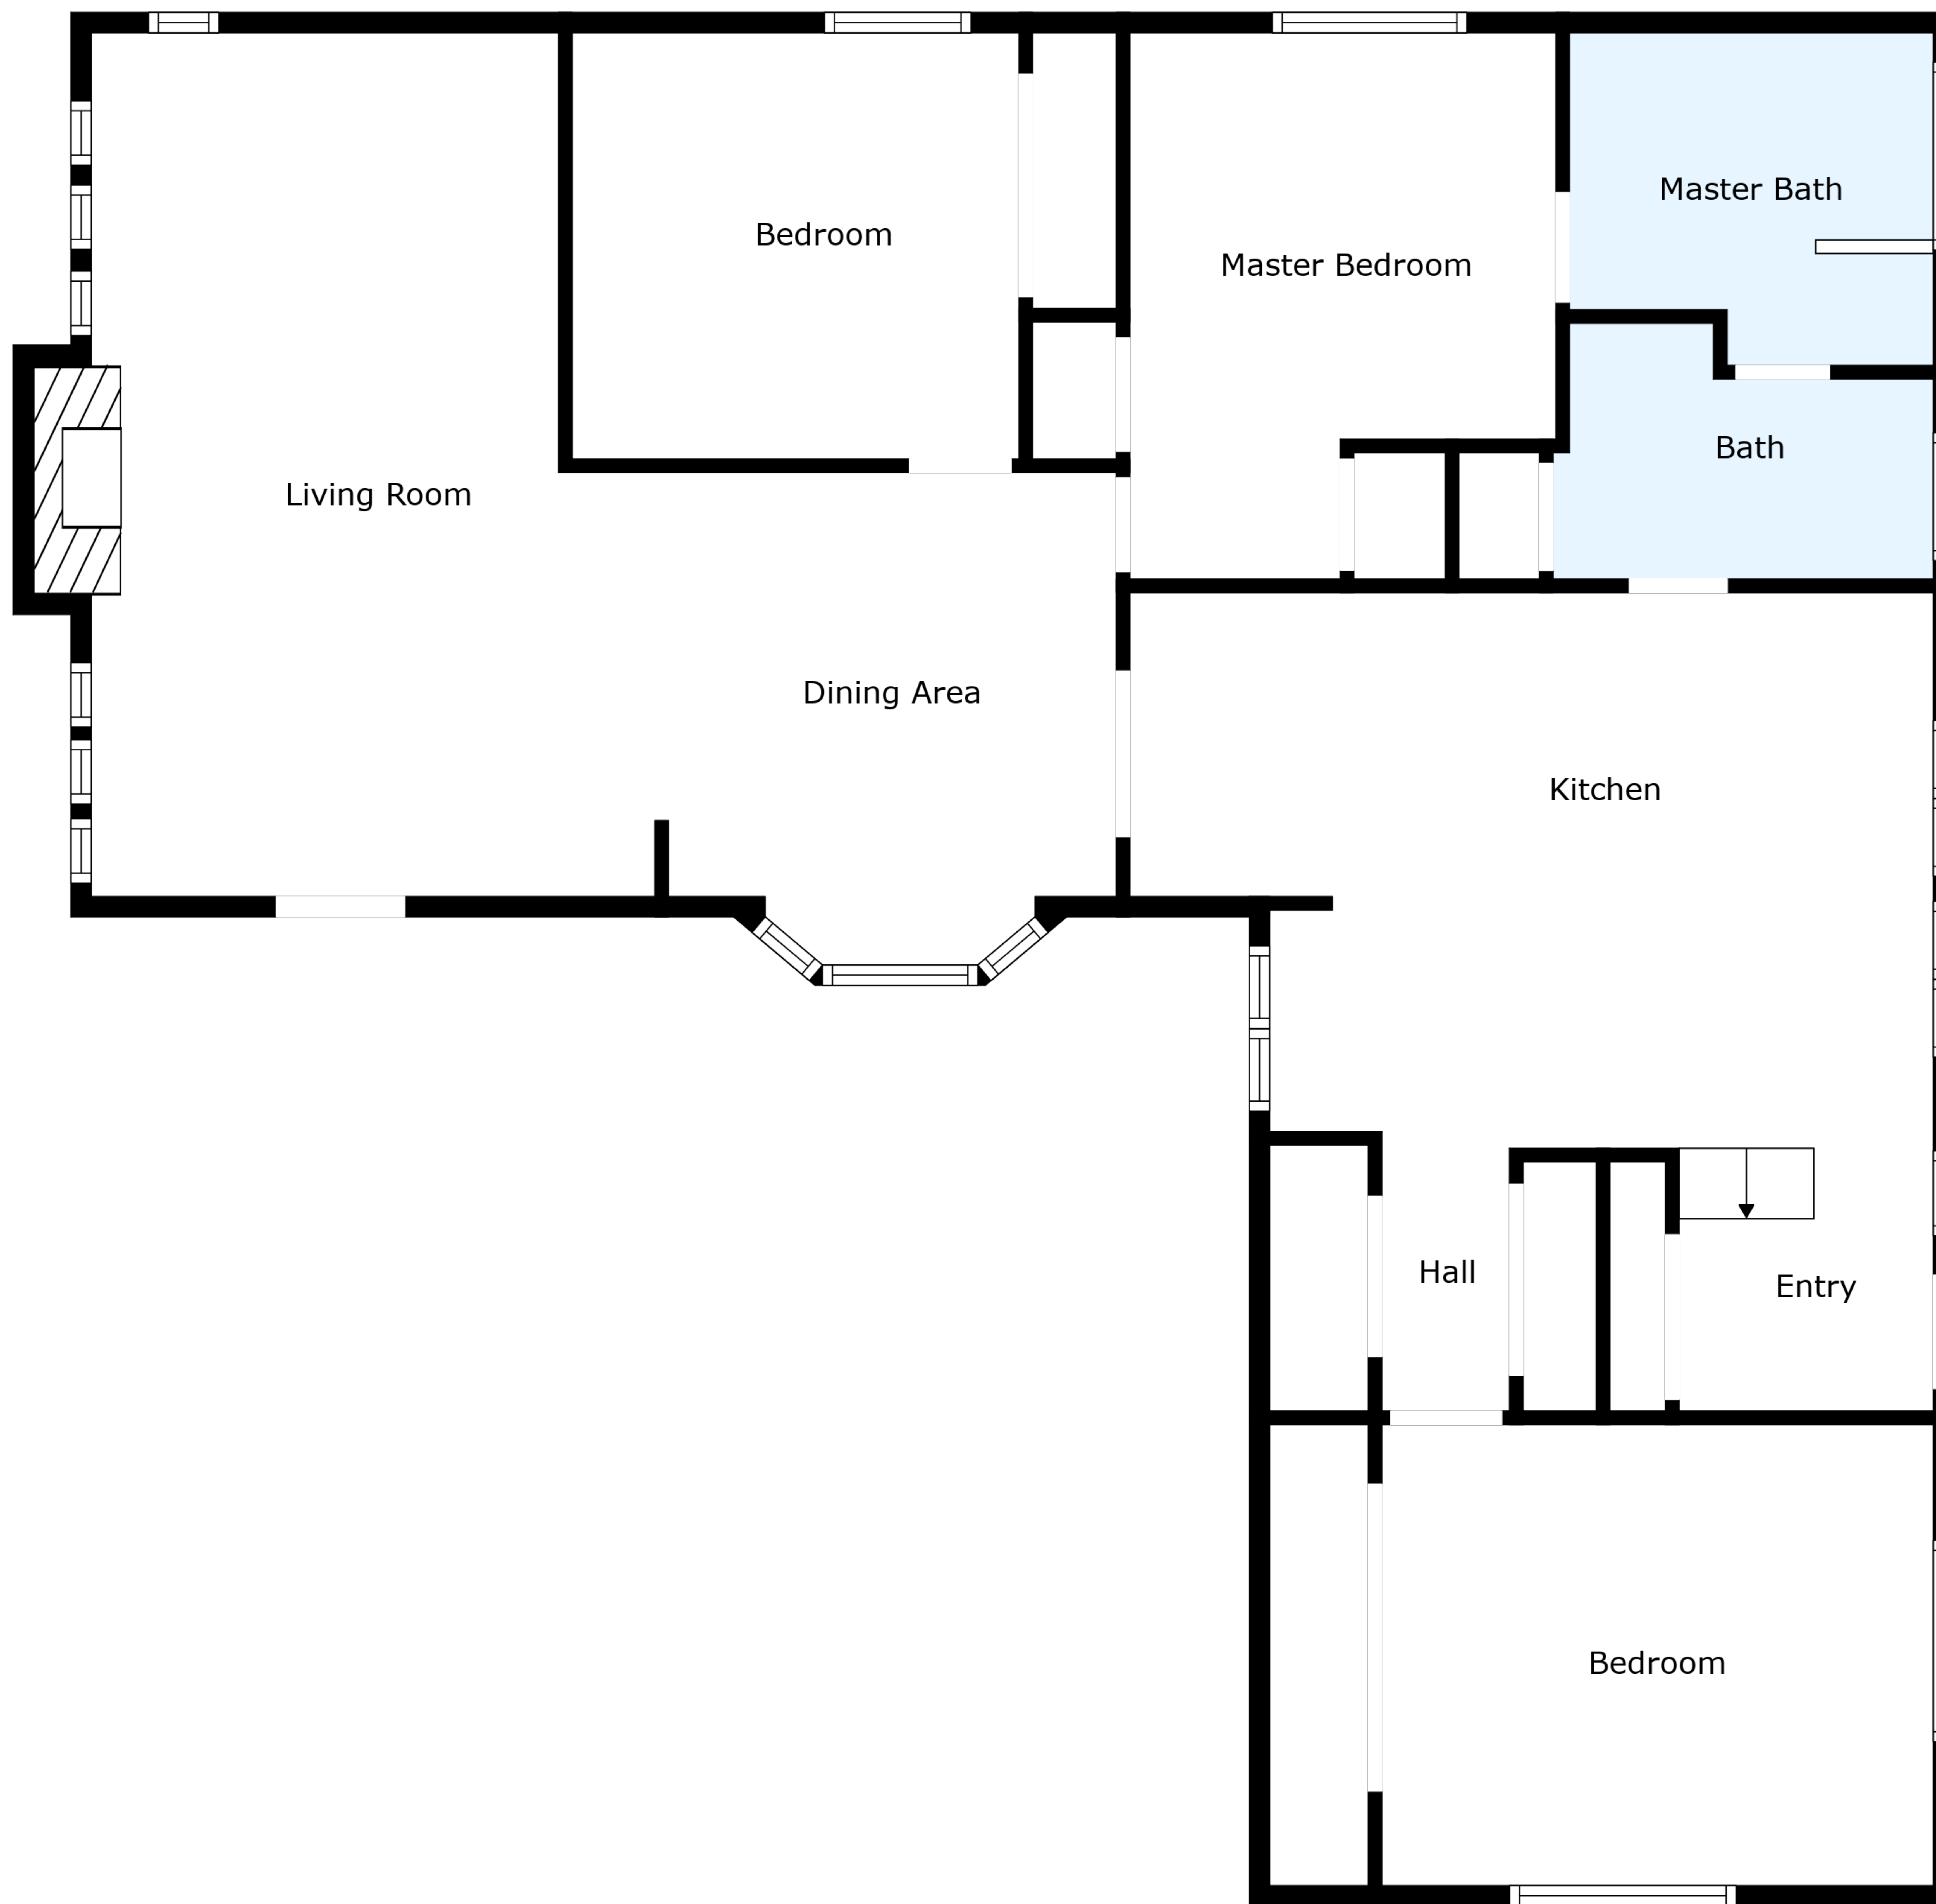 Master Bath
Bedroom
Master Bedroom
Bath
Living Room
Dining Area
Kitchen
Hall
Entry
Bedroom